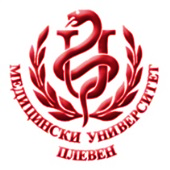 МЕДИЦИНСКИ УНИВЕРСИТЕТ
ПЛЕВЕН